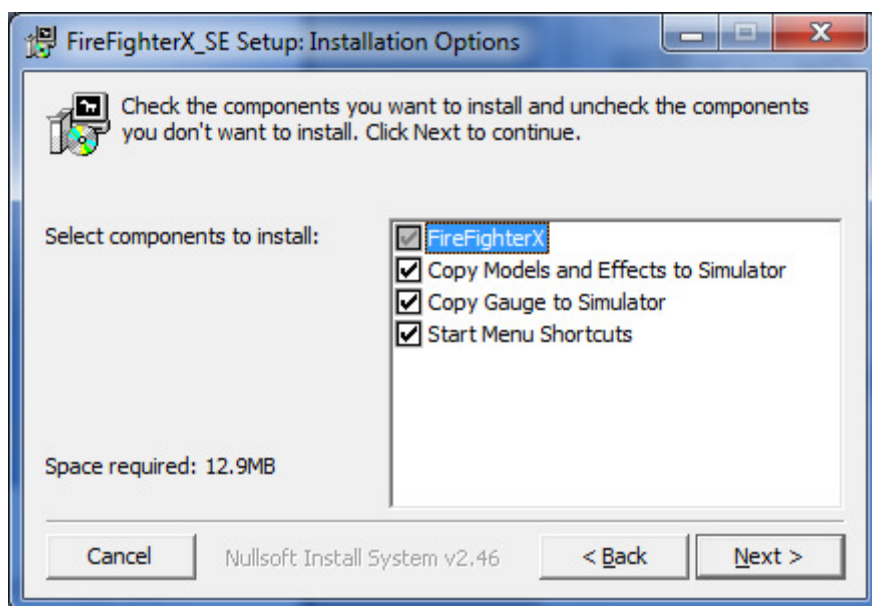 FireFighterX_SE Setup: Installation Options
Check the components you want to install and uncheck the components
you don't want to install. Click Next to continue.
Select components to install:
FireFighterX
Copy Models and Effects to Simulator
Copy Gauge to Simulator
Start Menu Shortcuts
Space required: 12.9MB
Cancel
Nullsoft Install System v2.46
< Back
Next >